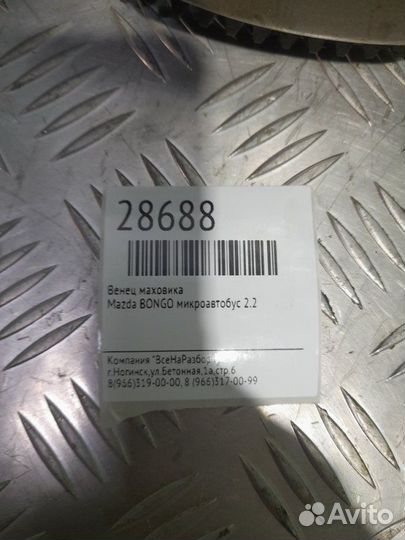 28688
Венец маховика
Mazda BONGO микроавтобус 2.2
Компания "ВсеНаРазбор
г.Ногинск,ул.Бетонная,1а,стр.6
8(966)319-00-00, 8 (966)317-00-99
Avito